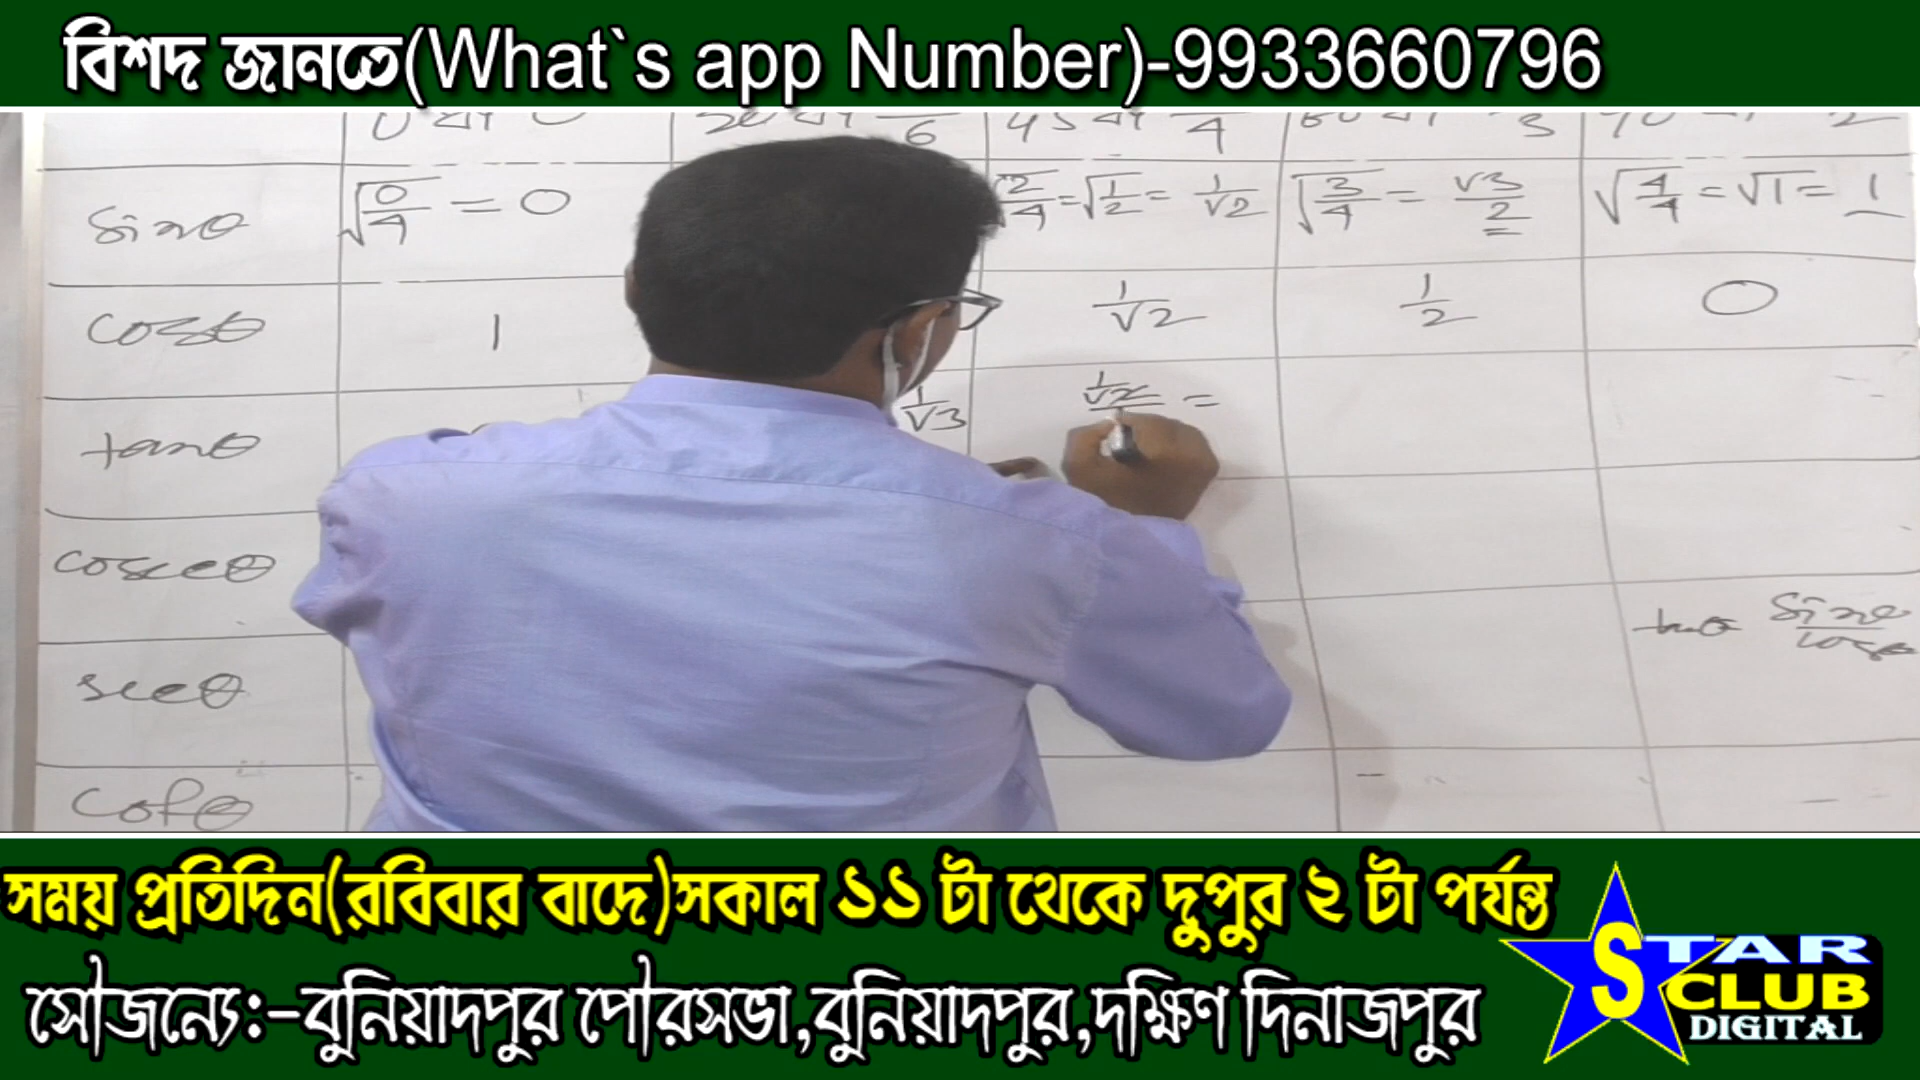 বিশদ জানতে(What`s app Number)-9933660796
sinθ √0/4 = 0 √2/4 = √1/2 = 1/√2 √3/4 = √3/2 √4/4 = √1 = 1
cosθ 1 1/√2 1/2 0
tanθ 1/√3 1/√2 =
cosecθ
tanθ sinθ/cosθ
secθ
cotθ
সময় প্রতিদিন(রবিবার বাদে)সকাল ১১ টা থেকে দুপুর ২ টা পর্যন্ত
সৌজন্যে:-বুনিয়াদপুর পৌরসভা,বুনিয়াদপুর,দক্ষিণ দিনাজপুর
STAR
CLUB
DIGITAL